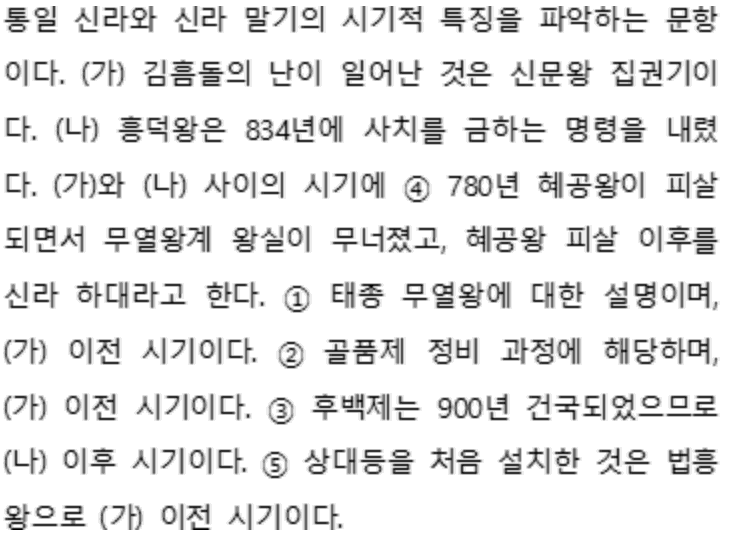 통일 신라와 신라 말기의 시기적 특징을 파악하는 문항
이다. (가) 김흠돌의 난이 일어난 것은 신문왕 집권기이
다. (나) 흥덕왕은 834년에 사치를 금하는 명령을 내렸
다. (가)와 (나) 사이의 시기에 ④ 780년 혜공왕이 피살
되면서 무열왕계 왕실이 무너졌고, 혜공왕 피살 이후를
신라 하대라고 한다. ① 태종 무열왕에 대한 설명이며,
(가) 이전 시기이다. ② 골품제 정비 과정에 해당하며,
(가) 이전 시기이다. ③ 후백제는 900년 건국되었으므로
(나) 이후 시기이다. ⑤ 상대등을 처음 설치한 것은 법흥
왕으로 (가) 이전 시기이다.